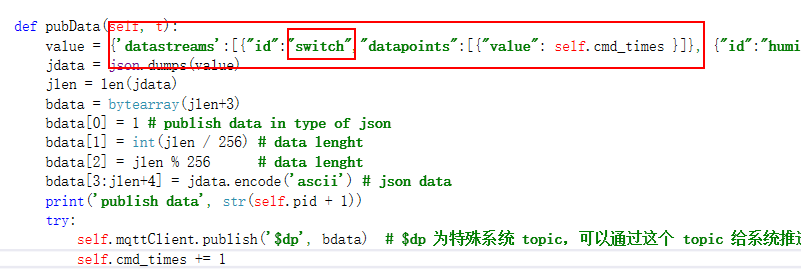 def pubData(self, t):
    value = {'datastreams':[{"id":"switch","datapoints":[{"value": self.cmd_times }]}, {"id":"humi
    jdata = json.dumps(value)
    jlen = len(jdata)
    bdata = bytearray(jlen+3)
    bdata[0] = 1 # publish data in type of json
    bdata[1] = int(jlen / 256) # data lenght
    bdata[2] = jlen % 256      # data lenght
    bdata[3:jlen+4] = jdata.encode('ascii') # json data
    print('publish data', str(self.pid + 1))
    try:
        self.mqttClient.publish('$dp', bdata)  # $dp 为特殊系统 topic，可以通过这个 topic 给系统推送
        self.cmd_times += 1